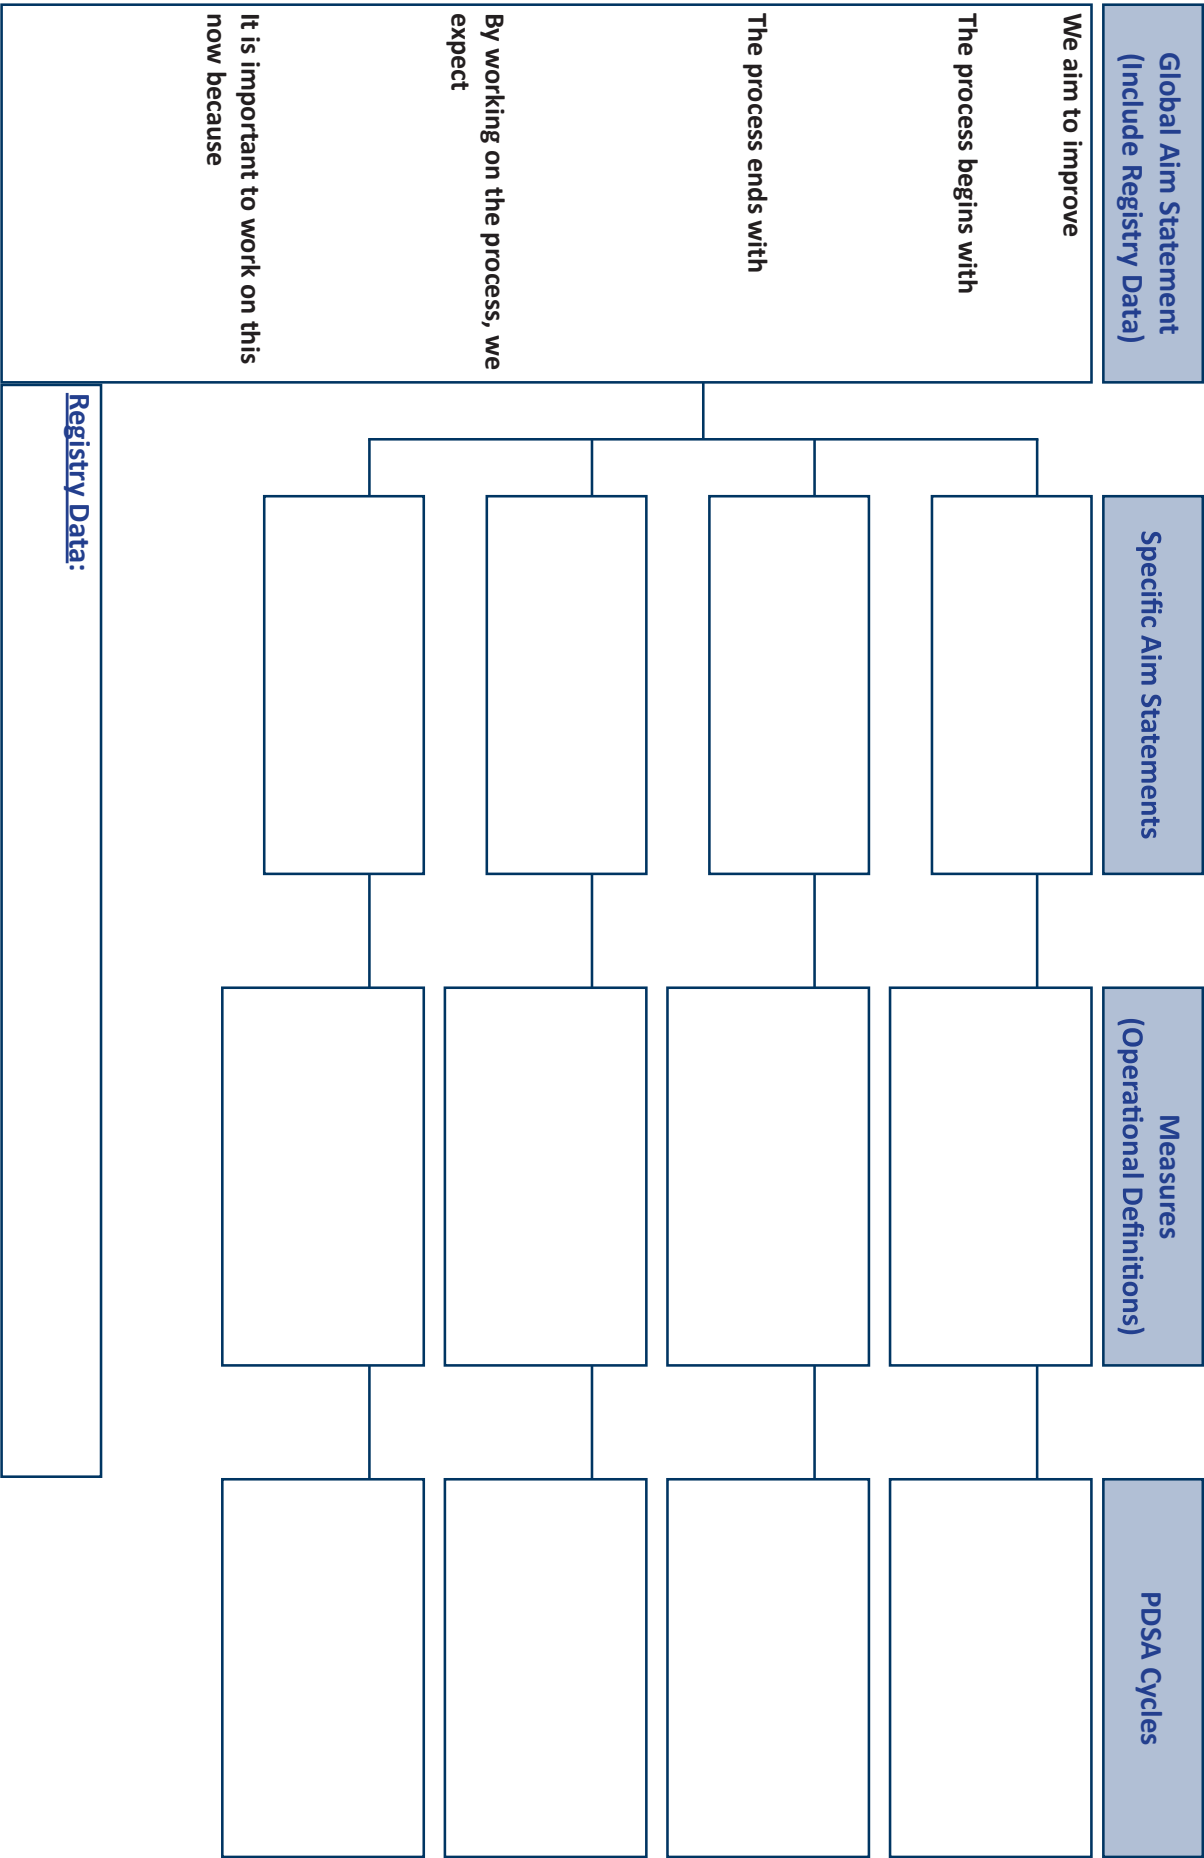 Global Aim Statement
(Include Registry Data)
Specific Aim Statements
Measures
(Operational Definitions)
PDSA Cycles
We aim to improve
The process begins with
The process ends with
By working on the process, we
expect
It is important to work on this
now because
Registry Data: